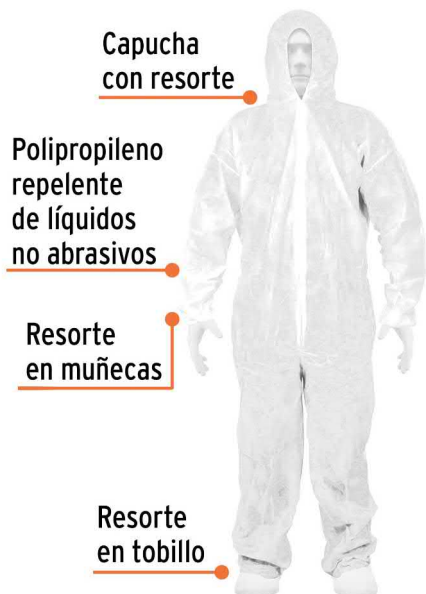 Capucha
con resorte
Polipropileno
repelente
de líquidos
no abrasivos
Resorte
en muñecas
Resorte
en tobillo